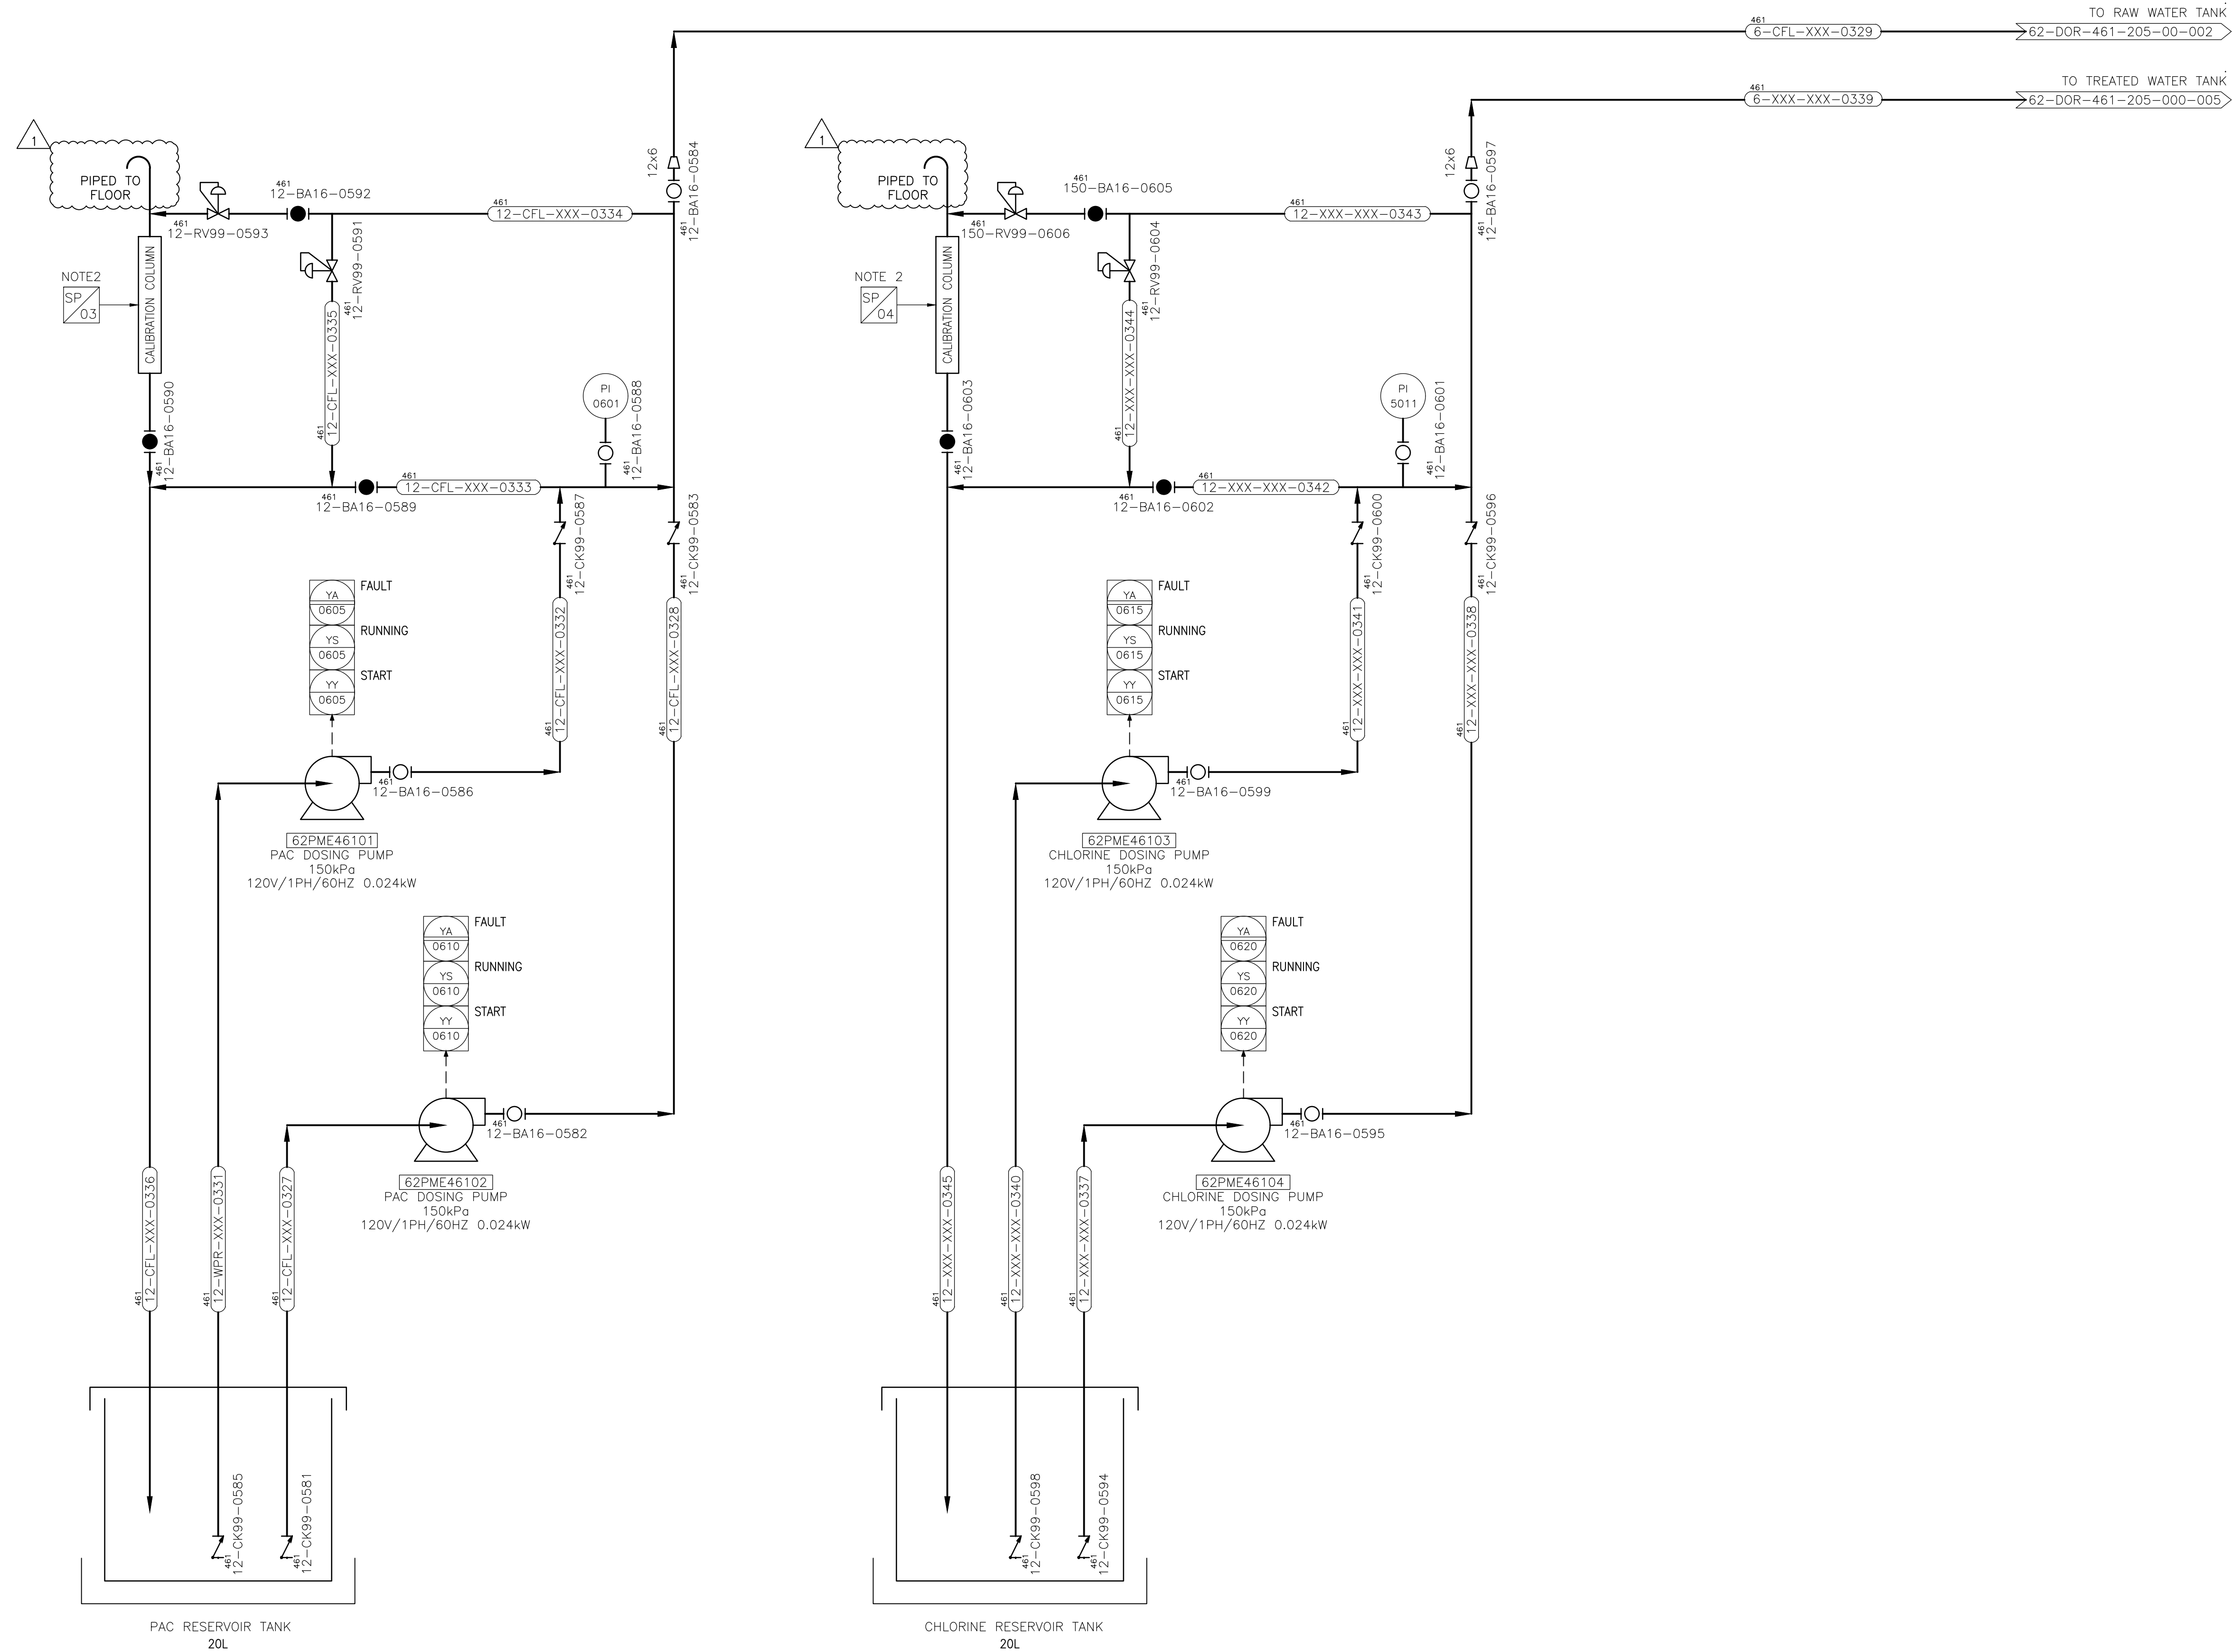 TO RAW WATER TANK
461
6-CFL-XXX-0329
62-DOR-461-205-00-002
TO TREATED WATER TANK
461
6-XXX-XXX-0339
62-DOR-461-205-000-005
1
PIPED TO
FLOOR
461
12-BA16-0592
461
12-RV99-0593
461
12-CFL-XXX-0334
12x6
461
12-BA16-0584
461
12-RV99-0591
NOTE2
SP
03
CALIBRATION COLUMN
461
12-CFL-XXX-0335
461
12-BA16-0590
PI
0601
461
12-BA16-0588
461
12-CFL-XXX-0333
461
12-BA16-0589
461
12-CK99-0587
461
12-CK99-0583
YA
0605
FAULT
YS
0605
RUNNING
YY
0605
START
461
12-CFL-XXX-0332
461
12-CFL-XXX-0328
461
12-BA16-0586
62PME46101
PAC DOSING PUMP
150kPa
120V/1PH/60HZ 0.024kW
YA
0610
FAULT
YS
0610
RUNNING
YY
0610
START
461
12-BA16-0582
62PME46102
PAC DOSING PUMP
150kPa
120V/1PH/60HZ 0.024kW
461
12-CFL-XXX-0336
461
12-WPR-XXX-0331
461
12-CFL-XXX-0327
461
12-CK99-0585
461
12-CK99-0581
PAC RESERVOIR TANK
20L
1
PIPED TO
FLOOR
461
150-BA16-0605
461
150-RV99-0606
461
12-XXX-XXX-0343
12x6
461
12-BA16-0597
461
12-RV99-0604
NOTE 2
SP
04
CALIBRATION COLUMN
461
12-XXX-XXX-0344
461
12-BA16-0603
PI
5011
461
12-BA16-0601
461
12-XXX-XXX-0342
461
12-BA16-0602
461
12-CK99-0600
461
12-CK99-0596
YA
0615
FAULT
YS
0615
RUNNING
YY
0615
START
461
12-XXX-XXX-0341
461
12-XXX-XXX-0338
461
12-BA16-0599
62PME46103
CHLORINE DOSING PUMP
150kPa
120V/1PH/60HZ 0.024kW
YA
0620
FAULT
YS
0620
RUNNING
YY
0620
START
461
12-BA16-0595
62PME46104
CHLORINE DOSING PUMP
150kPa
120V/1PH/60HZ 0.024kW
461
12-XXX-XXX-0345
461
12-XXX-XXX-0340
461
12-XXX-XXX-0337
461
12-CK99-0598
461
12-CK99-0594
CHLORINE RESERVOIR TANK
20L